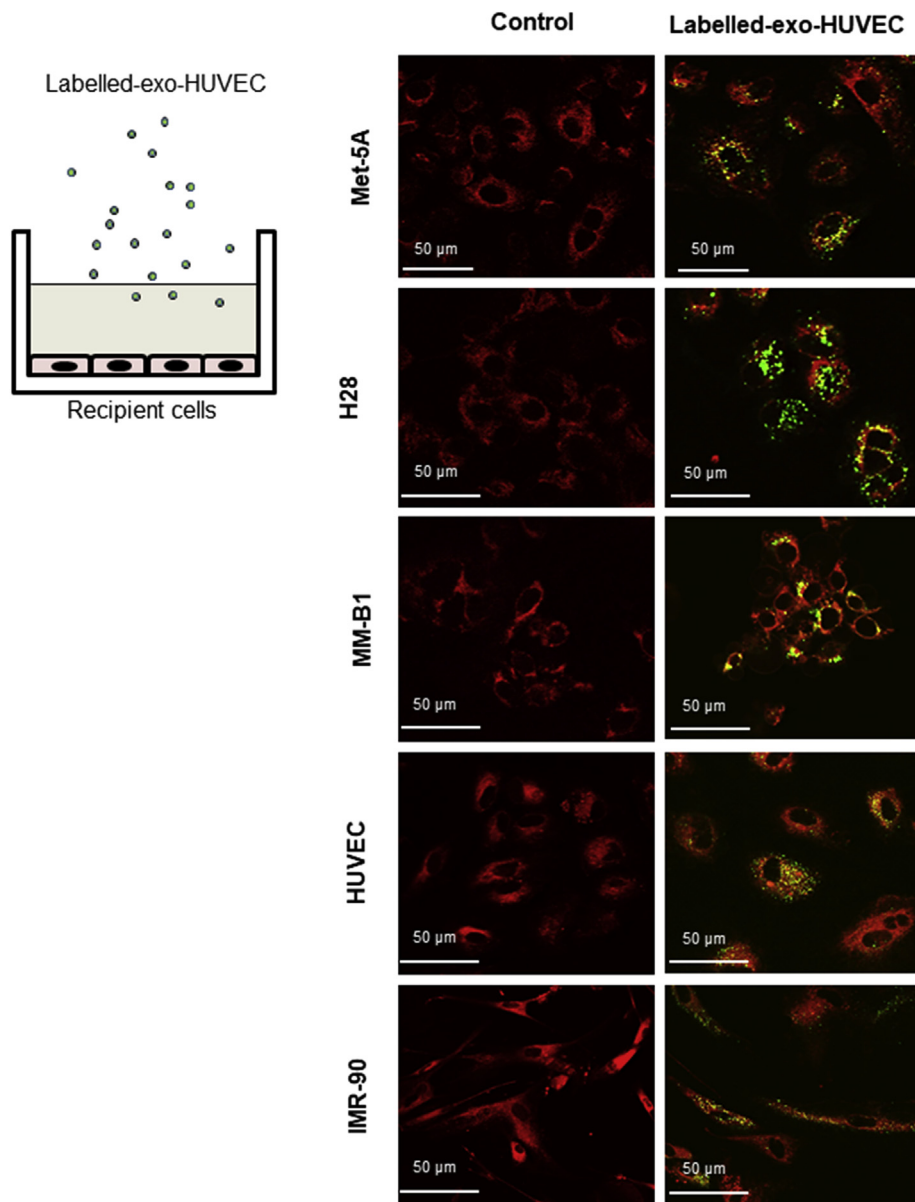 Control
Labelled-exo-HUVEC
Labelled-exo-HUVEC
Recipient cells
Met-5A
50 µm
50 µm
H28
50 µm
50 µm
MM-B1
50 µm
50 µm
HUVEC
50 µm
50 µm
IMR-90
50 µm
50 µm